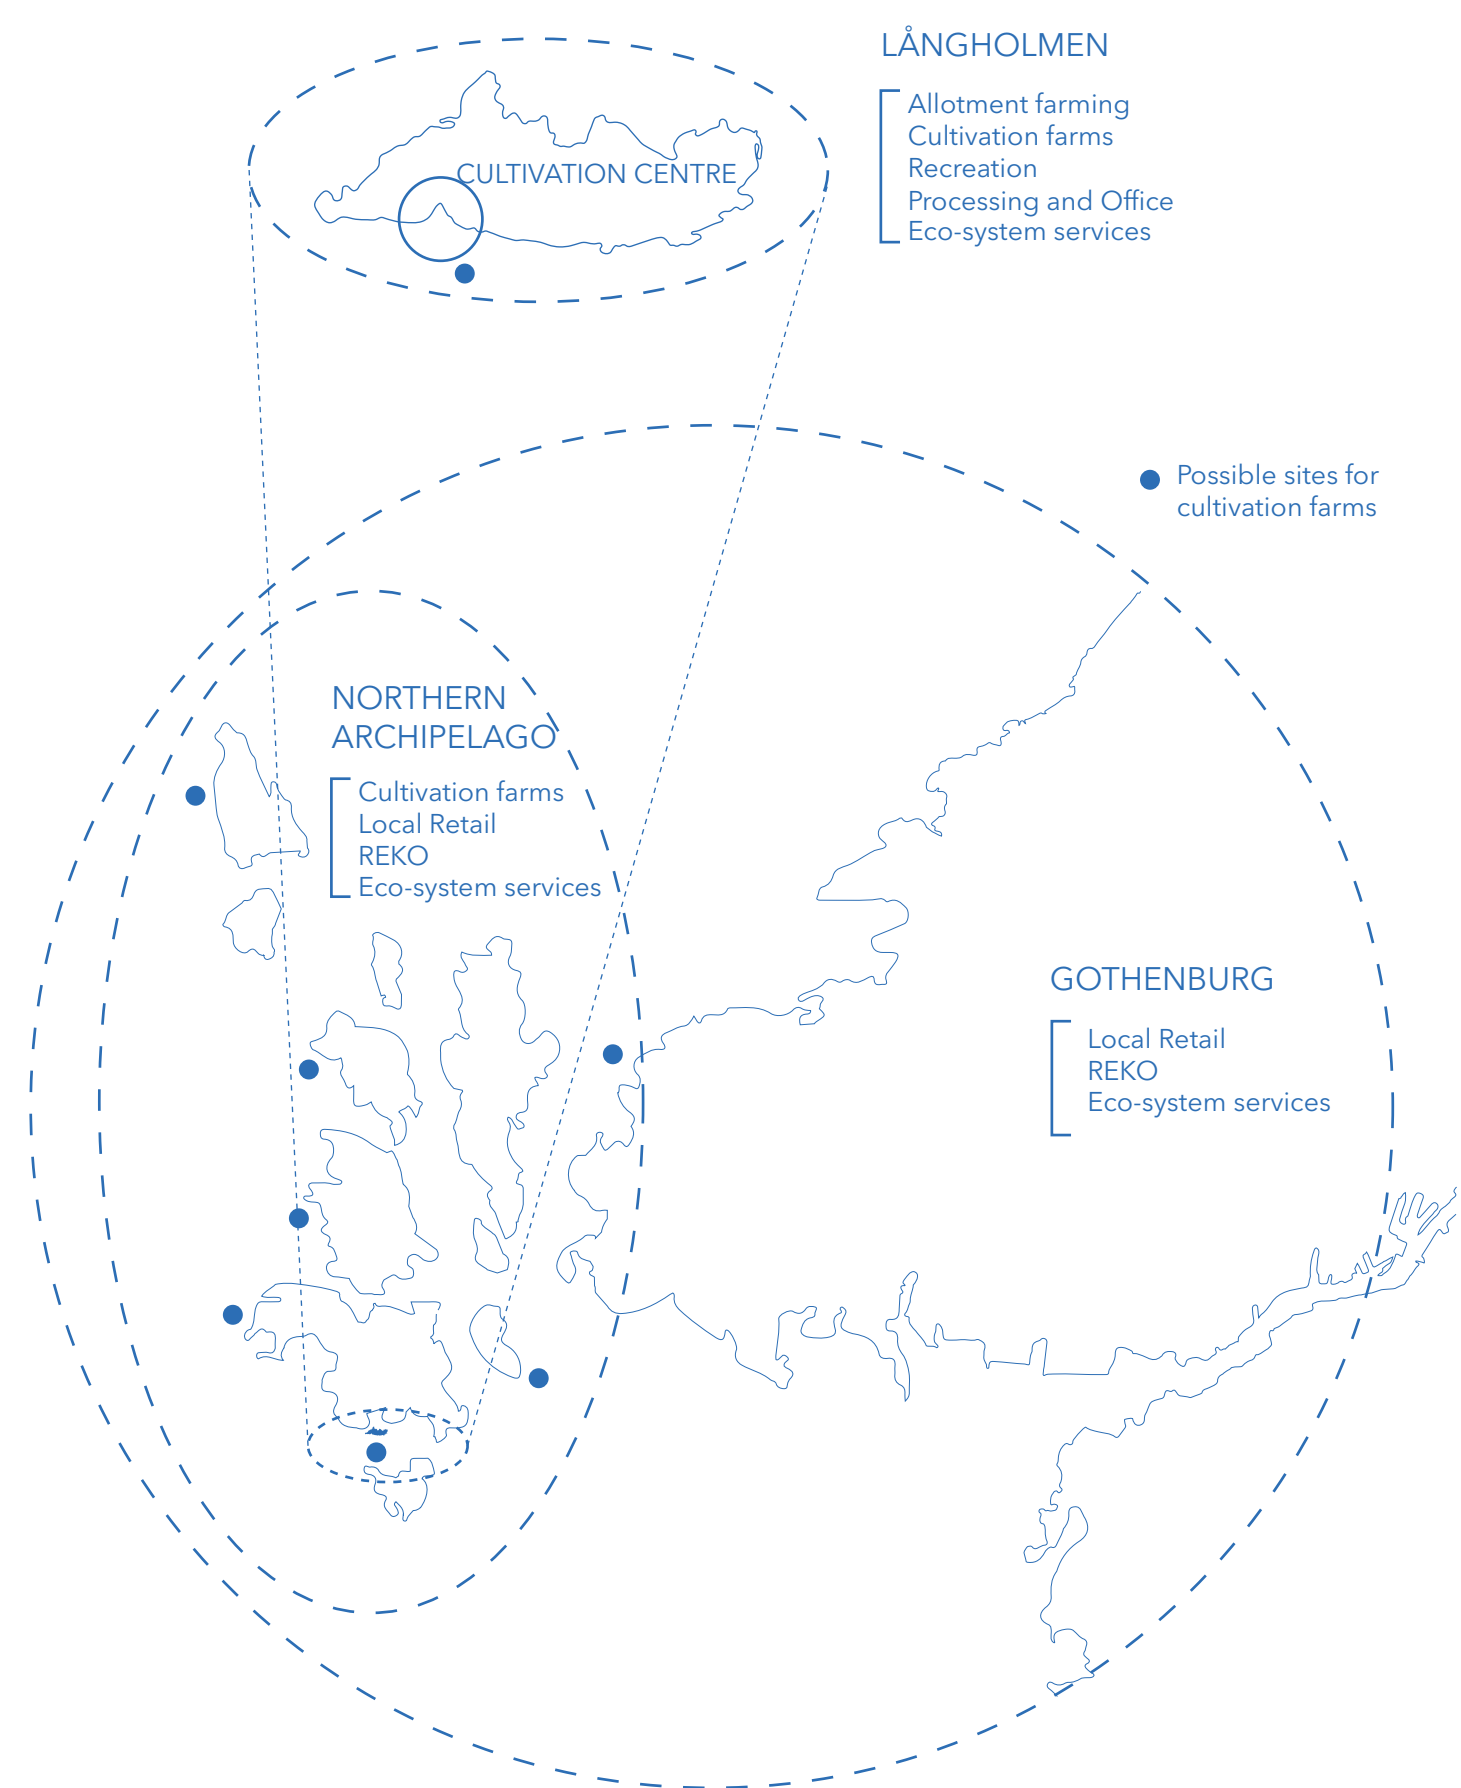 LÅNGHOLMEN
Allotment farming
Cultivation farms
Recreation
Processing and Office
Eco-system services
CULTIVATION CENTRE
Possible sites for
cultivation farms
NORTHERN
ARCHIPELAGO
Cultivation farms
Local Retail
REKO
Eco-system services
GOTHENBURG
Local Retail
REKO
Eco-system services